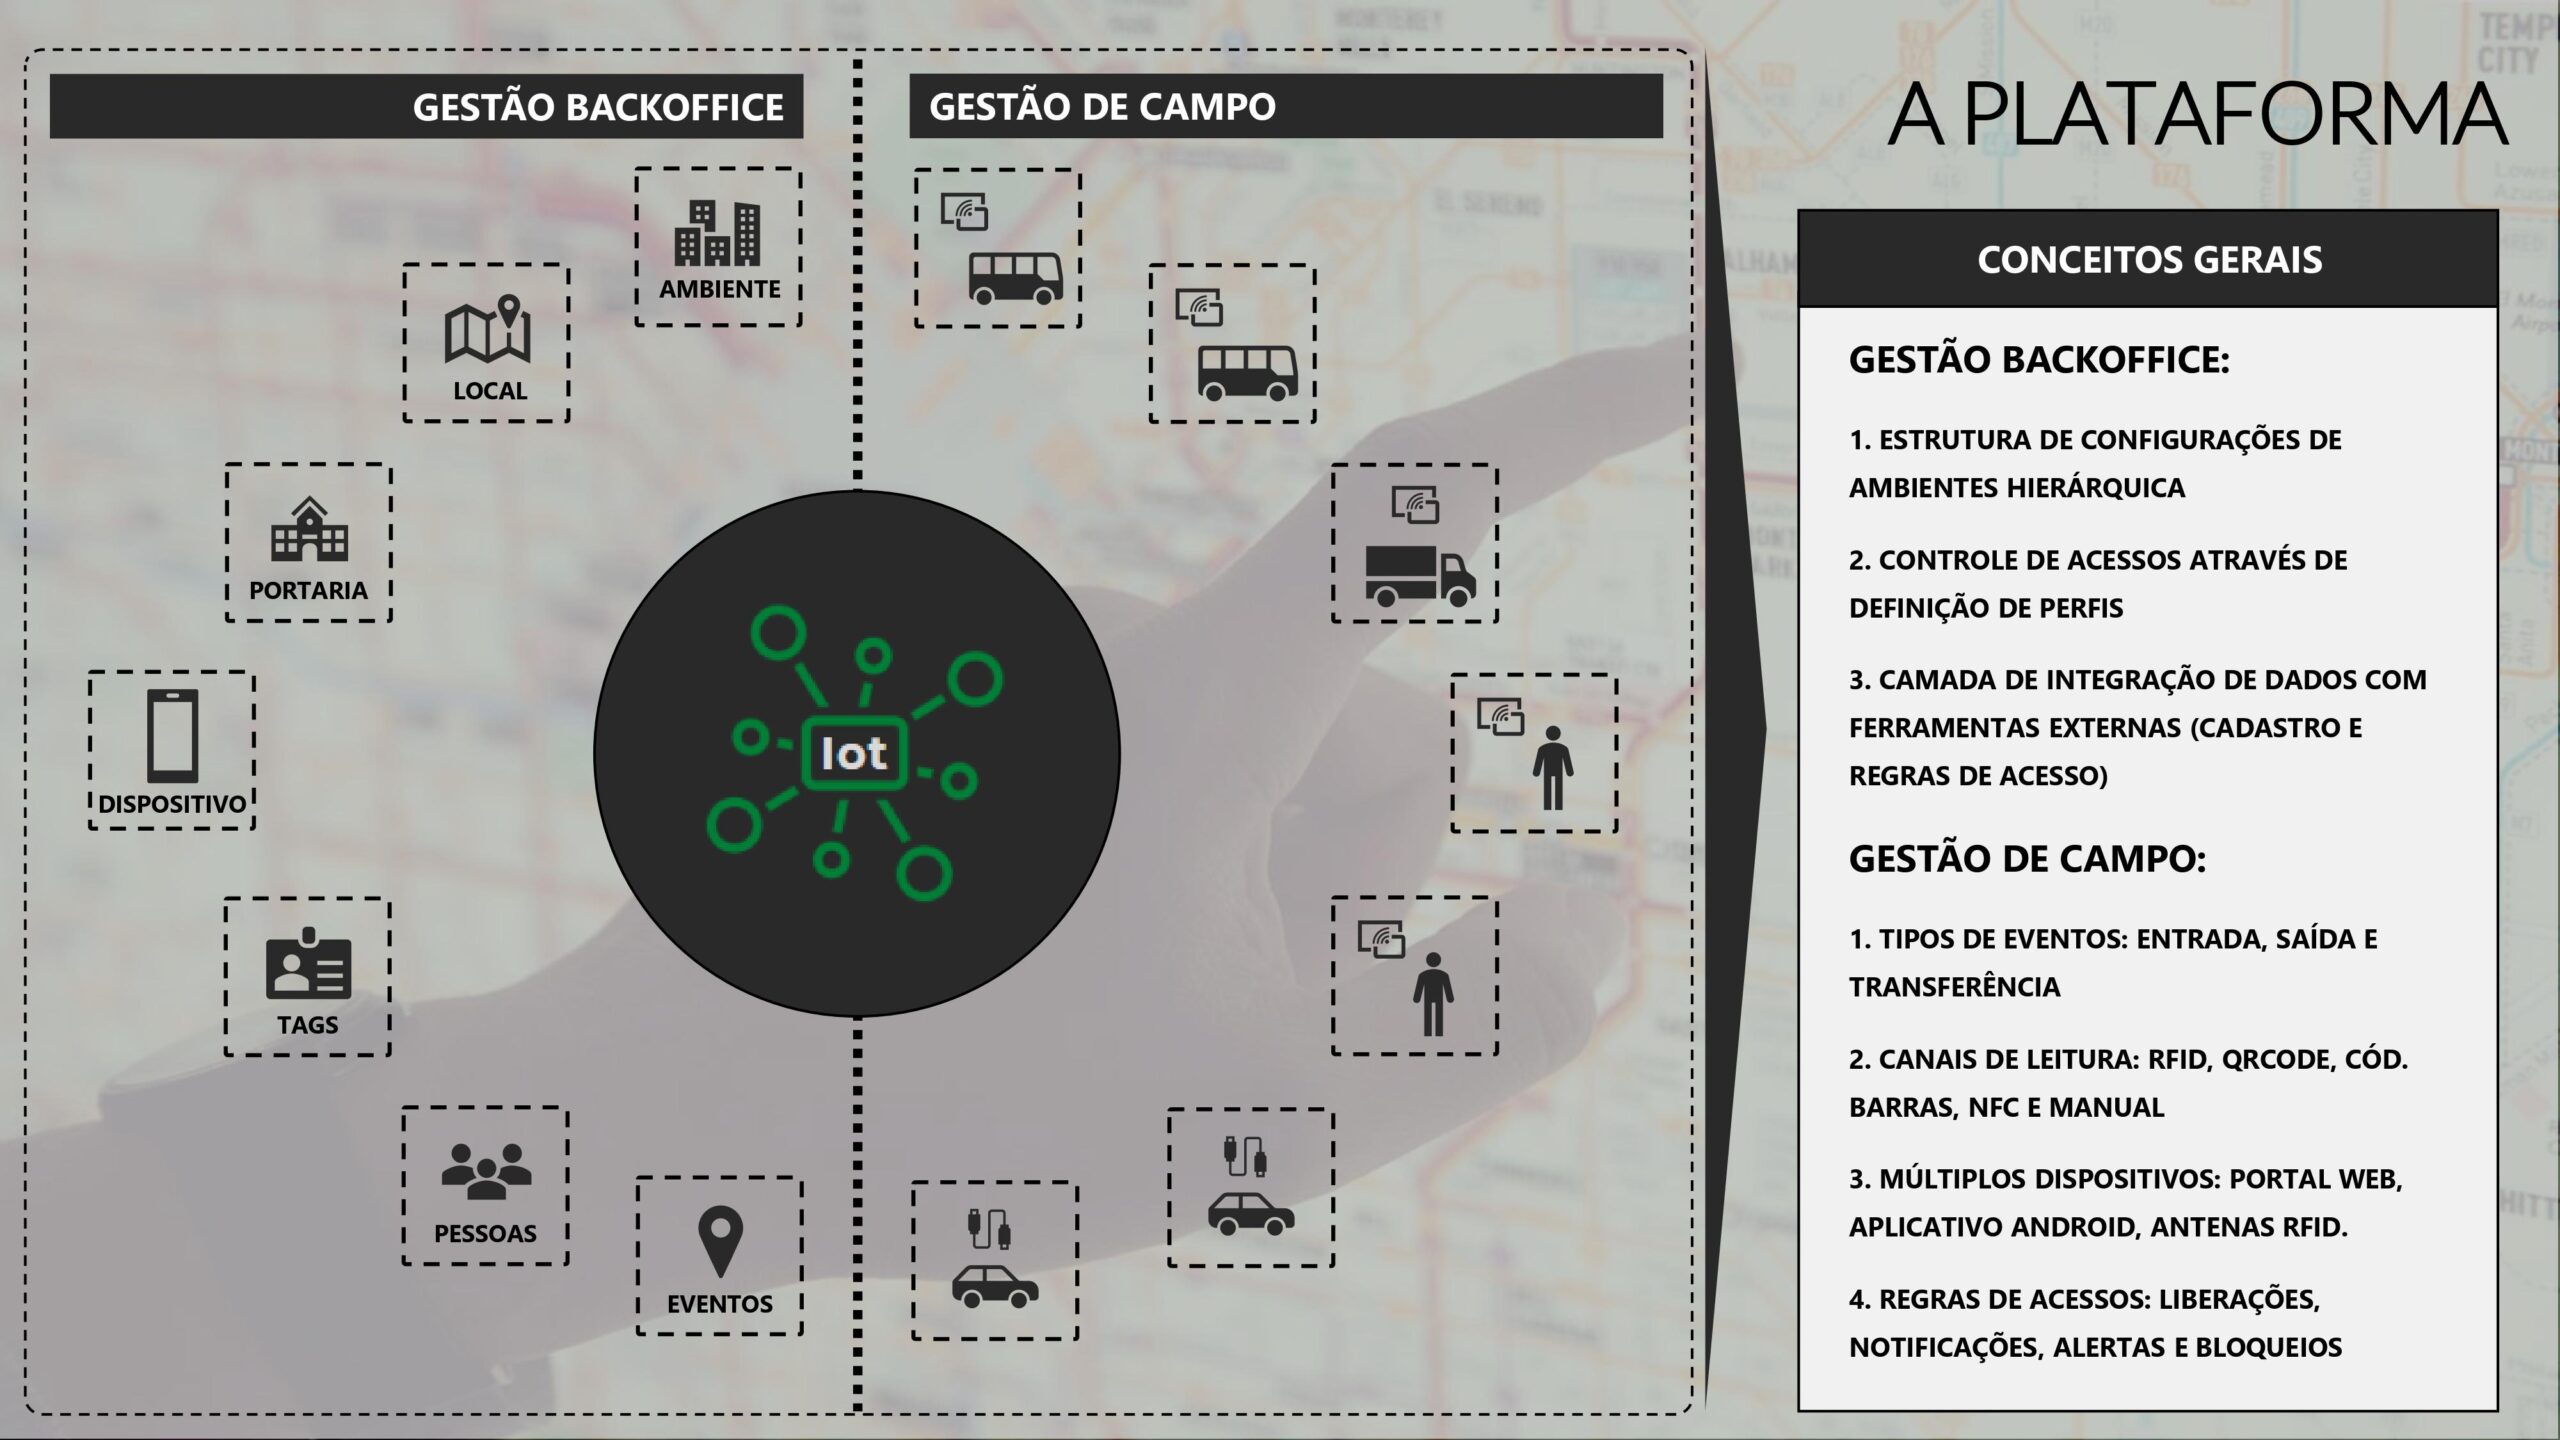 GESTÃO BACKOFFICE
GESTÃO DE CAMPO
A PLATAFORMA
AMBIENTE
LOCAL
PORTARIA
DISPOSITIVO
TAGS
PESSOAS
EVENTOS
Iot
CONCEITOS GERAIS
GESTÃO BACKOFFICE:
1. ESTRUTURA DE CONFIGURAÇÕES DE
AMBIENTES HIERÁRQUICA
2. CONTROLE DE ACESSOS ATRAVÉS DE
DEFINIÇÃO DE PERFIS
3. CAMADA DE INTEGRAÇÃO DE DADOS COM
FERRAMENTAS EXTERNAS (CADASTRO E
REGRAS DE ACESSO)
GESTÃO DE CAMPO:
1. TIPOS DE EVENTOS: ENTRADA, SAÍDA E
TRANSFERÊNCIA
2. CANAIS DE LEITURA: RFID, QRCODE, CÓD.
BARRAS, NFC E MANUAL
3. MÚLTIPLOS DISPOSITIVOS: PORTAL WEB,
APLICATIVO ANDROID, ANTENAS RFID.
4. REGRAS DE ACESSOS: LIBERAÇÕES,
NOTIFICAÇÕES, ALERTAS E BLOQUEIOS
EL SERENO
CITY